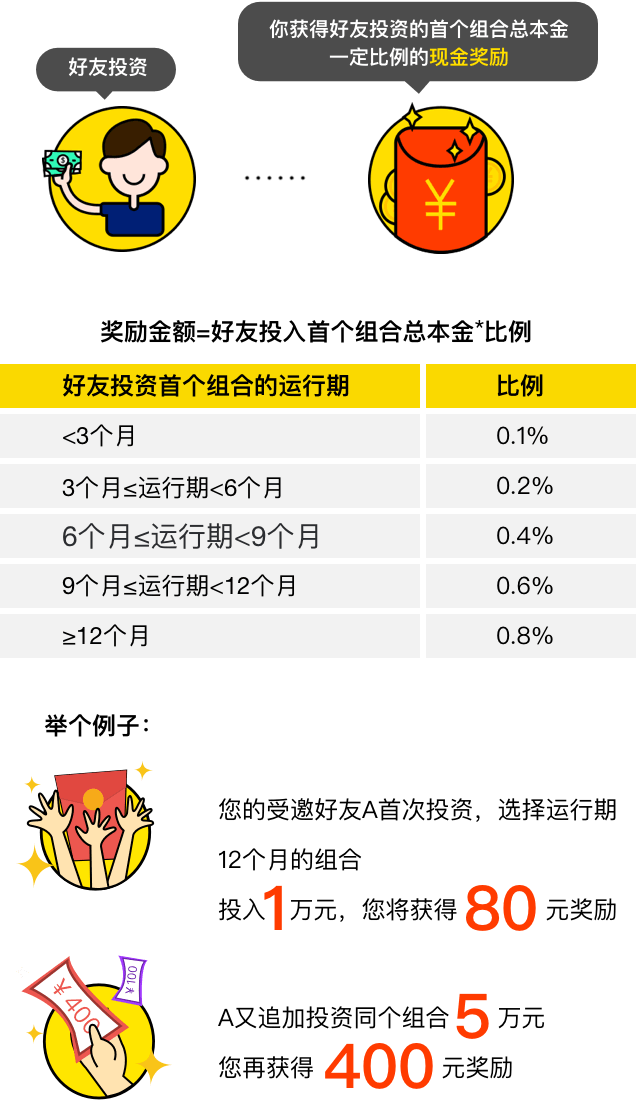 你获得好友投资的首个组合总本金
一定比例的现金奖励
好友投资
¥
奖励金额=好友投入首个组合总本金*比例
好友投资首个组合的运行期 比例
<3个月 0.1%
3个月≤运行期<6个月 0.2%
6个月≤运行期<9个月 0.4%
9个月≤运行期<12个月 0.6%
≥12个月 0.8%
举个例子：
您的受邀好友A首次投资，选择运行期
12个月的组合
投入1万元，您将获得 80 元奖励
¥100
¥400
A又追加投资同个组合 5 万元
您再获得 400 元奖励